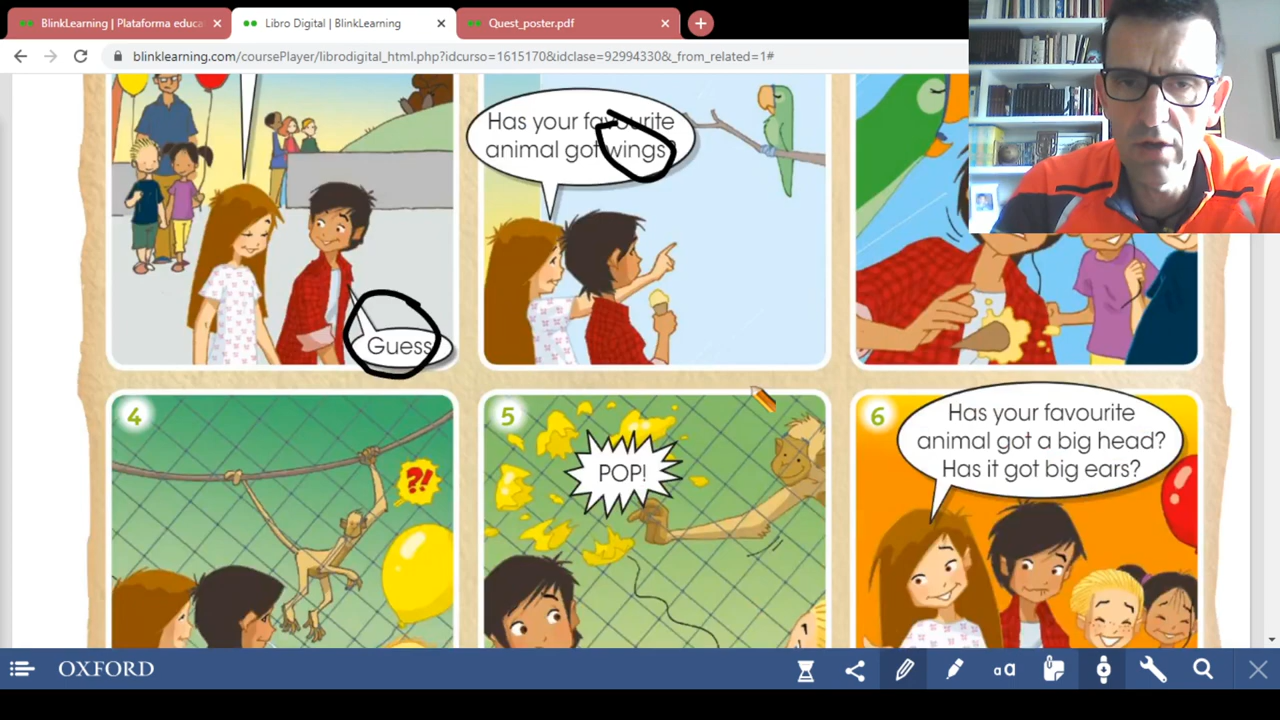 BlinkLearning | Plataforma educa
Libro Digital | BlinkLearning
Quest_poster.pdf
blinklearning.com/coursePlayer/librodigital_html.php?idcurso=1615170&idclase=92994330&_from_related=1#
Guess
Has your favourite
animal got wings?
4
?!
5
POP!
6
Has your favourite
animal got a big head?
Has it got big ears?
OXFORD
aA